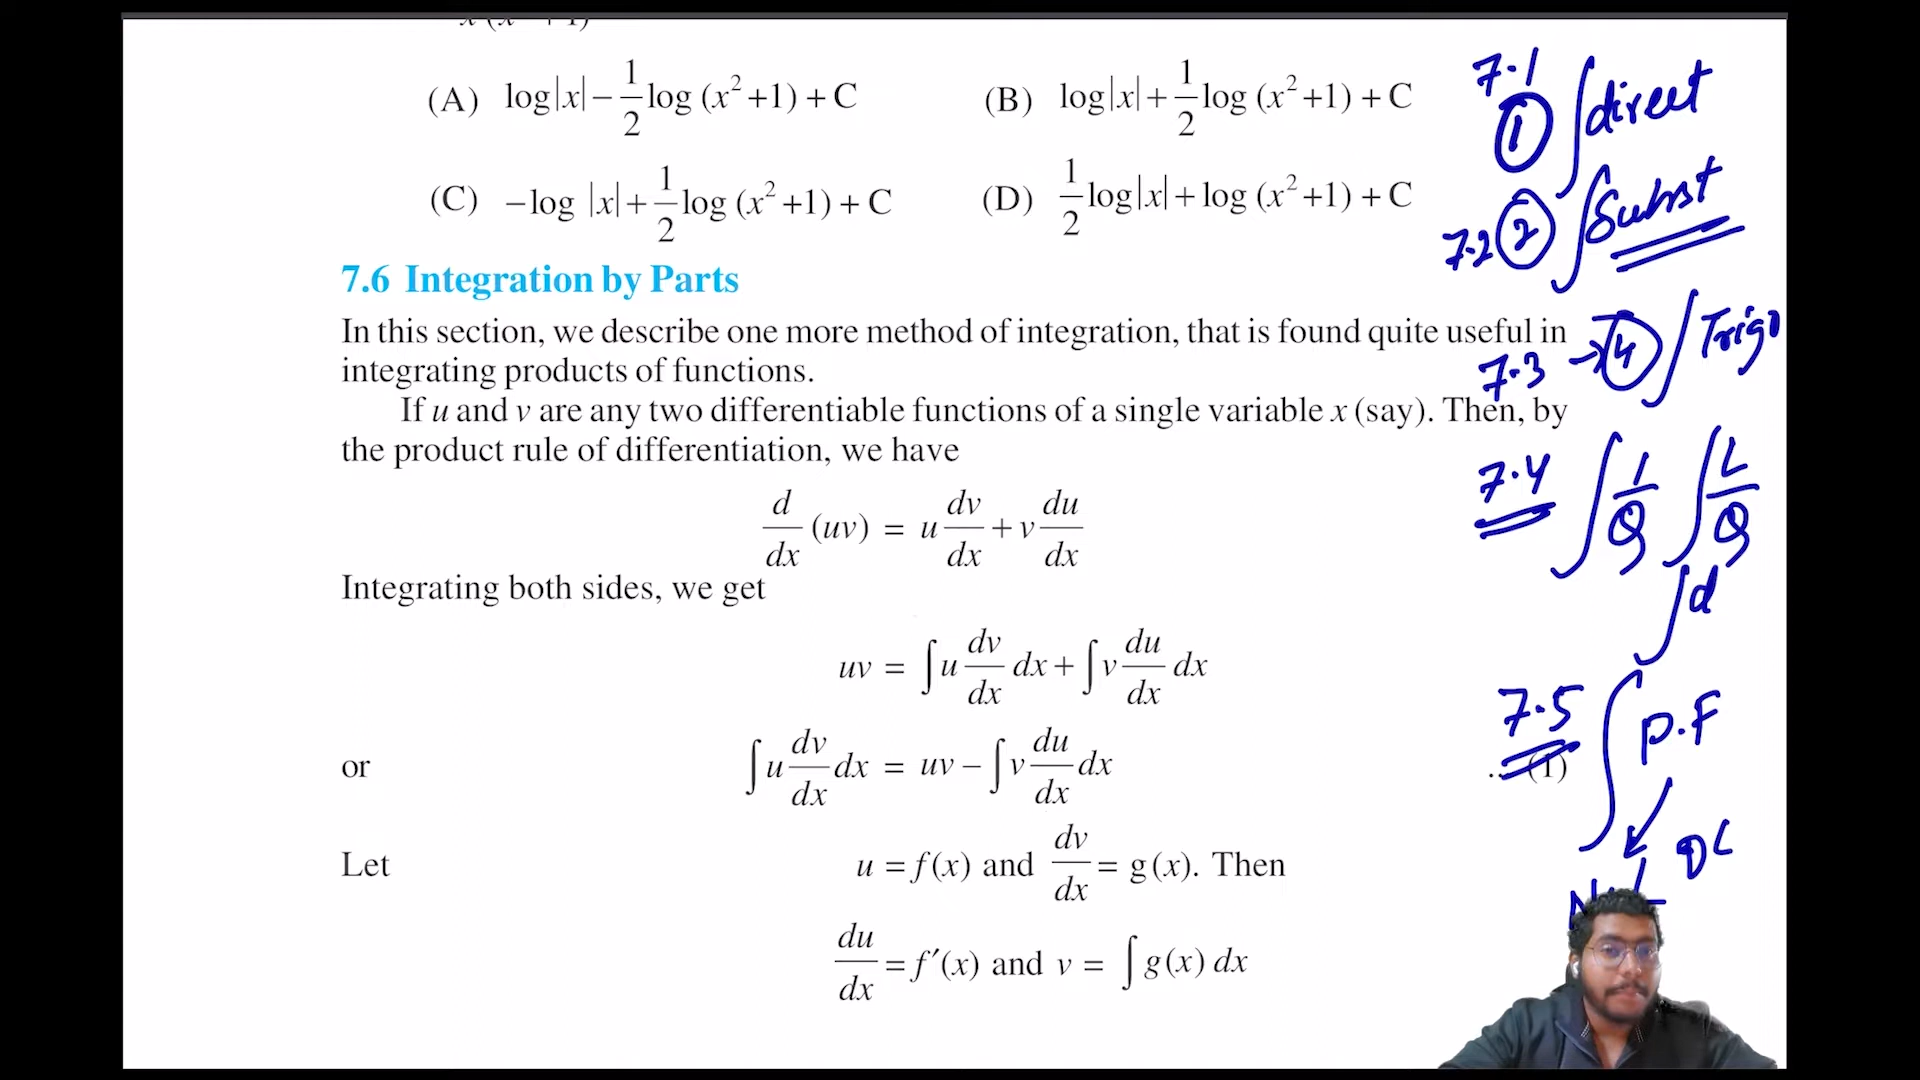 (A) log|x| − 1/2 log (x² +1) + C (B) log|x| + 1/2 log (x² +1) + C
(C) −log |x| + 1/2 log (x² +1) + C (D) 1/2 log|x| + log (x² +1) + C
7.6 Integration by Parts
In this section, we describe one more method of integration, that is found quite useful in
integrating products of functions.
If u and v are any two differentiable functions of a single variable x (say). Then, by
the product rule of differentiation, we have
d/dx (uv) = u dv/dx + v du/dx
Integrating both sides, we get
uv = ∫ u dv/dx dx + ∫ v du/dx dx
or ∫ u dv/dx dx = uv − ∫ v du/dx dx ... (1)
Let u = f(x) and dv/dx = g(x). Then
du/dx = f′(x) and v = ∫ g(x) dx
7.1
① ∫ direct
7.2 ② ∫ Subst
7.3 → ④ ∫ Trigo
7.4 ∫ 1/Q ∫ L/Q
∫ d
7.5 ∫ P.F